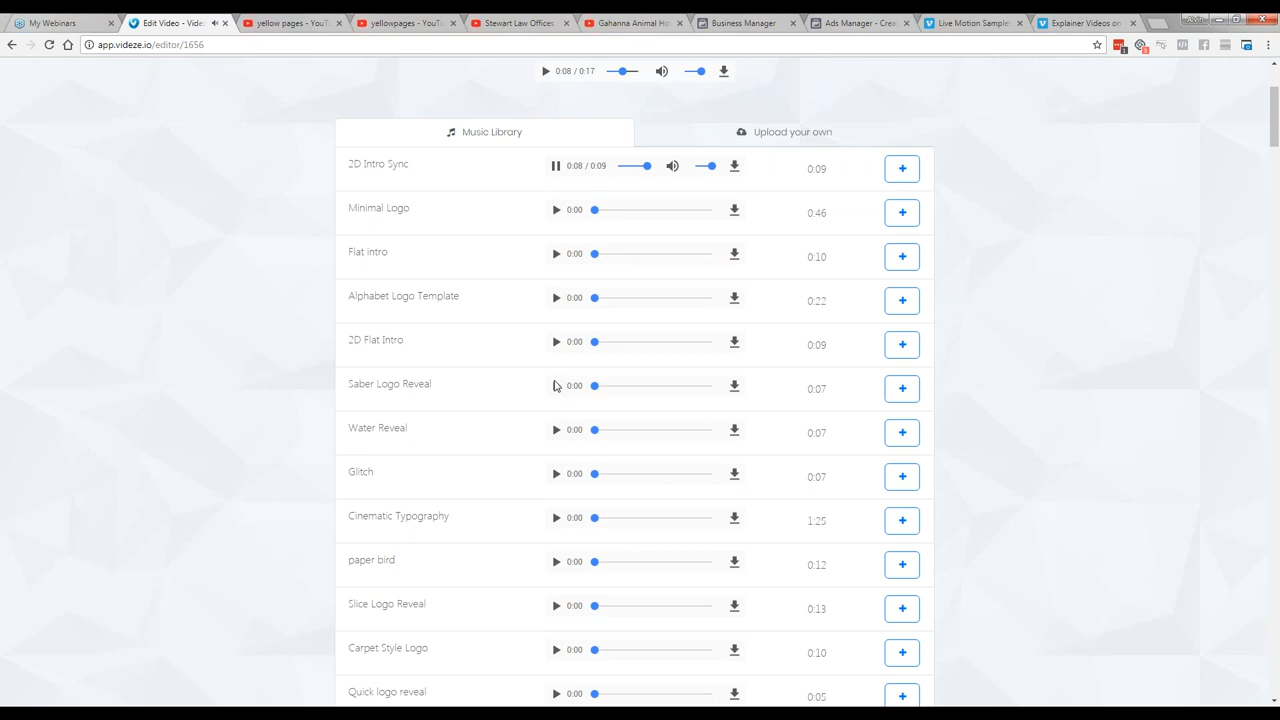 My Webinars
Edit Video - Vide
yellow pages - YouTu
yellowpages - YouTu
Stewart Law Offices
Gahanna Animal Ho
Business Manager
Ads Manager - Creat
Live Motion Sample
Explainer Videos on
app.videze.io/editor/1656
0:08 / 0:17
Music Library
Upload your own
2D Intro Sync 0:08 / 0:09 0:09
Minimal Logo 0:00 0:46
Flat intro 0:00 0:10
Alphabet Logo Template 0:00 0:22
2D Flat Intro 0:00 0:09
Saber Logo Reveal 0:00 0:07
Water Reveal 0:00 0:07
Glitch 0:00 0:07
Cinematic Typography 0:00 1:25
paper bird 0:00 0:12
Slice Logo Reveal 0:00 0:13
Carpet Style Logo 0:00 0:10
Quick logo reveal 0:00 0:05